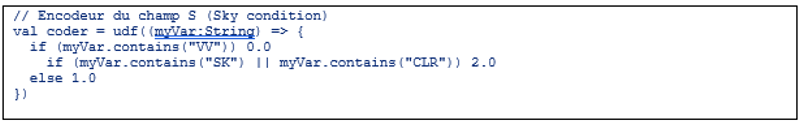 // Encodeur du champ S (Sky condition)
val coder = udf((myVar:String) => {
  if (myVar.contains("VV")) 0.0
    if (myVar.contains("SK") || myVar.contains("CLR")) 2.0
  else 1.0
})